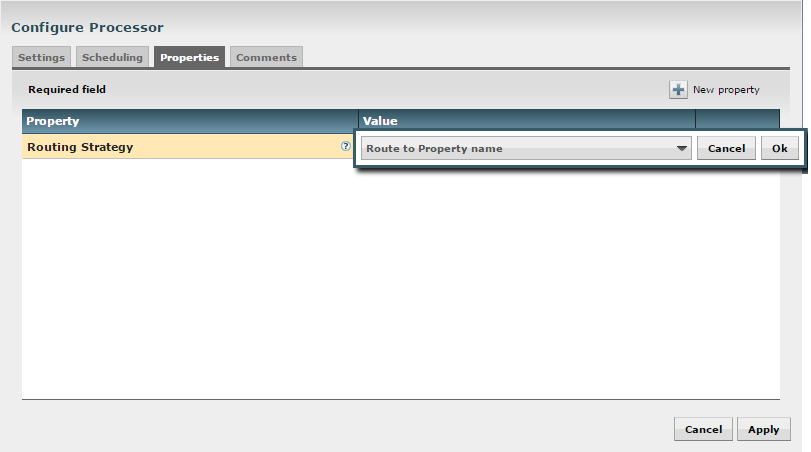 Configure Processor
Settings Scheduling Properties Comments
Required field New property
Property Value
Routing Strategy ? Route to Property name Cancel Ok
Cancel Apply